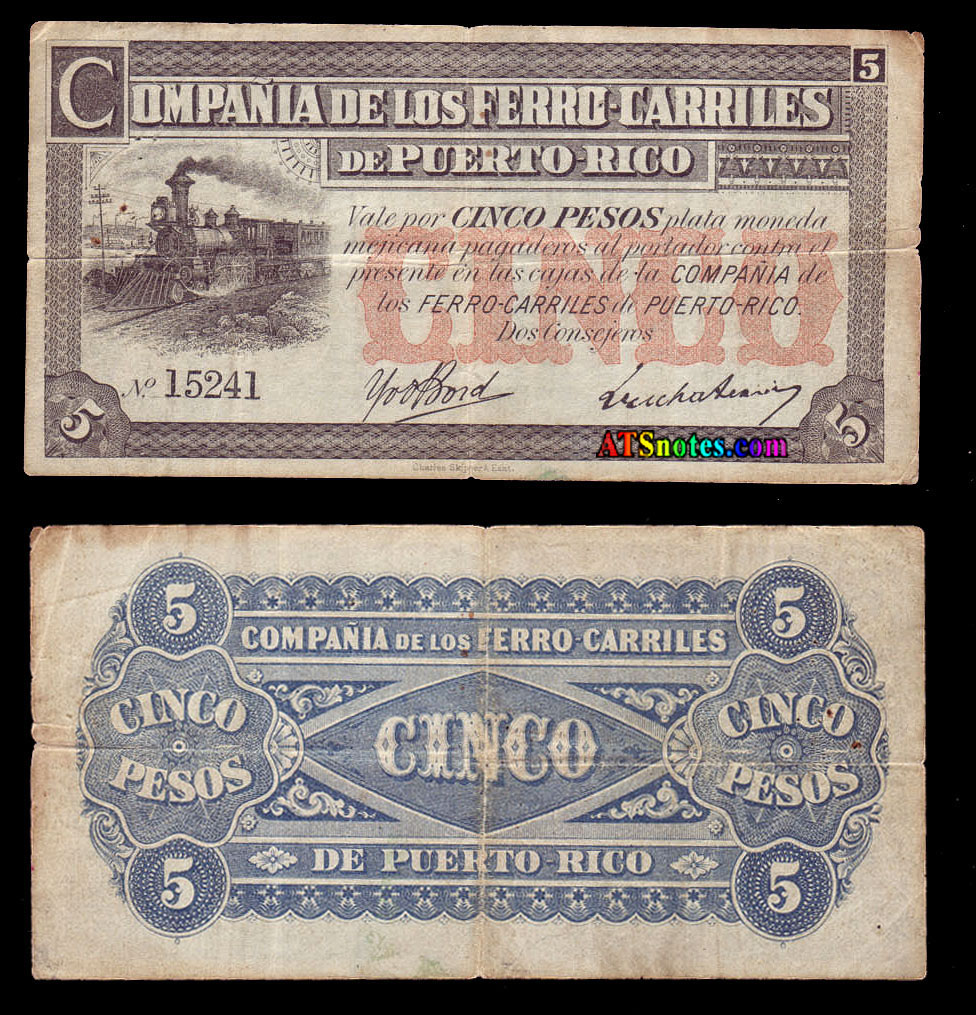 COMPAÑIA DE LOS FERRO-CARRILES
5
DE PUERTO-RICO
Vale por CINCO PESOS plata moneda
mejicana pagaderos al portador contra el
presente en las cajas de la COMPAÑIA de
los FERRO-CARRILES de PUERTO-RICO.
Dos Consejeros
CINCO
Nº 15241
5
5
ATSnotes.com
Charles Skipper & East.
5
5
COMPAÑIA DE LOS FERRO-CARRILES
CINCO
PESOS
CINCO
CINCO
PESOS
DE PUERTO-RICO
5
5